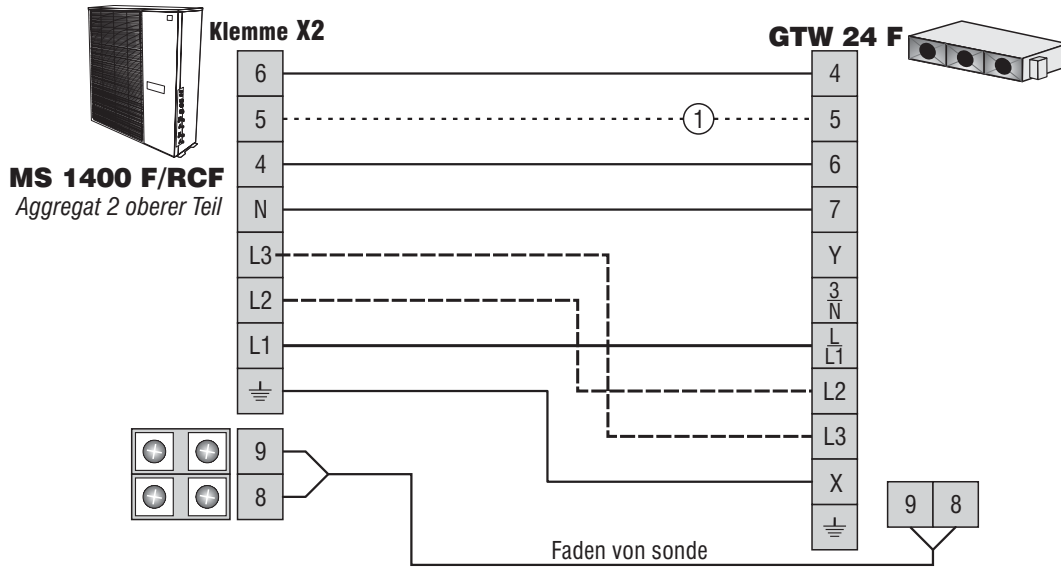 Klemme X2
GTW 24 F
MS 1400 F/RCF
Aggregat 2 oberer Teil
6
5
4
N
L3
L2
L1
9
8
1
4
5
6
7
Y
3
N
L
L1
L2
L3
X
9 8
Faden von sonde